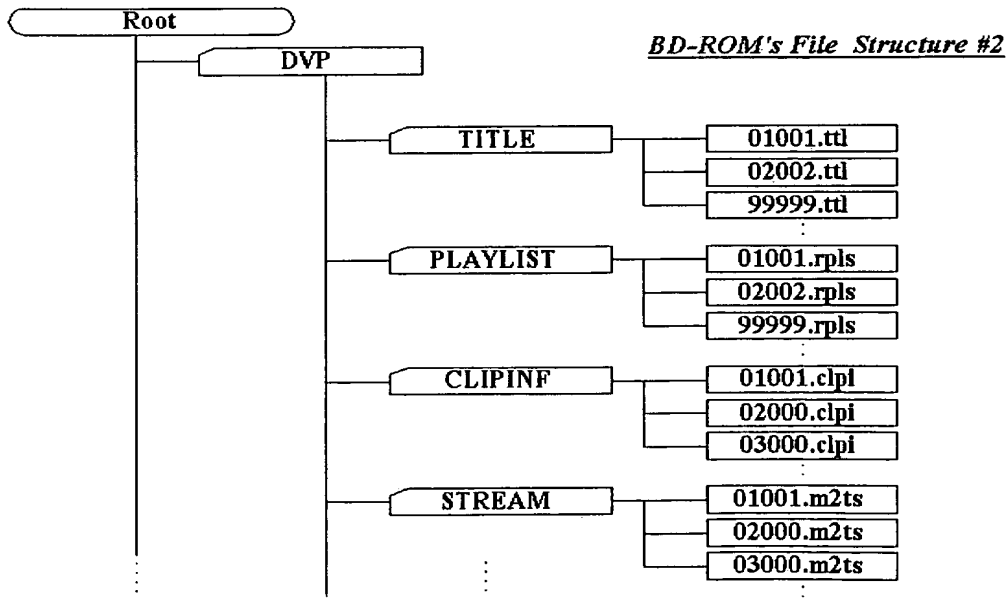 Root
BD-ROM's File Structure #2
DVP
TITLE
01001.ttl
02002.ttl
99999.ttl
PLAYLIST
01001.rpls
02002.rpls
99999.rpls
CLIPINF
01001.clpi
02000.clpi
03000.clpi
STREAM
01001.m2ts
02000.m2ts
03000.m2ts